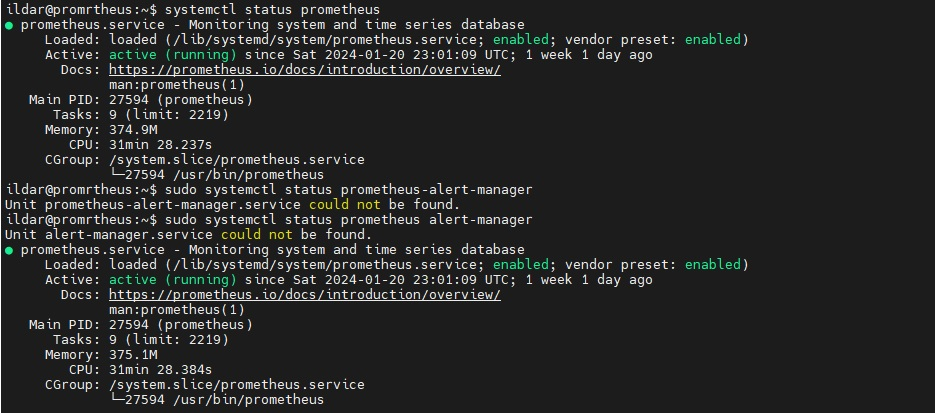 ildar@promrtheus:~$ systemctl status prometheus
● prometheus.service - Monitoring system and time series database
     Loaded: loaded (/lib/systemd/system/prometheus.service; enabled; vendor preset: enabled)
     Active: active (running) since Sat 2024-01-20 23:01:09 UTC; 1 week 1 day ago
       Docs: https://prometheus.io/docs/introduction/overview/
             man:prometheus(1)
   Main PID: 27594 (prometheus)
      Tasks: 9 (limit: 2219)
     Memory: 374.9M
        CPU: 31min 28.237s
     CGroup: /system.slice/prometheus.service
             └─27594 /usr/bin/prometheus
ildar@promrtheus:~$ sudo systemctl status prometheus-alert-manager
Unit prometheus-alert-manager.service could not be found.
ildar@promrtheus:~$ sudo systemctl status prometheus alert-manager
Unit alert-manager.service could not be found.
● prometheus.service - Monitoring system and time series database
     Loaded: loaded (/lib/systemd/system/prometheus.service; enabled; vendor preset: enabled)
     Active: active (running) since Sat 2024-01-20 23:01:09 UTC; 1 week 1 day ago
       Docs: https://prometheus.io/docs/introduction/overview/
             man:prometheus(1)
   Main PID: 27594 (prometheus)
      Tasks: 9 (limit: 2219)
     Memory: 375.1M
        CPU: 31min 28.384s
     CGroup: /system.slice/prometheus.service
             └─27594 /usr/bin/prometheus